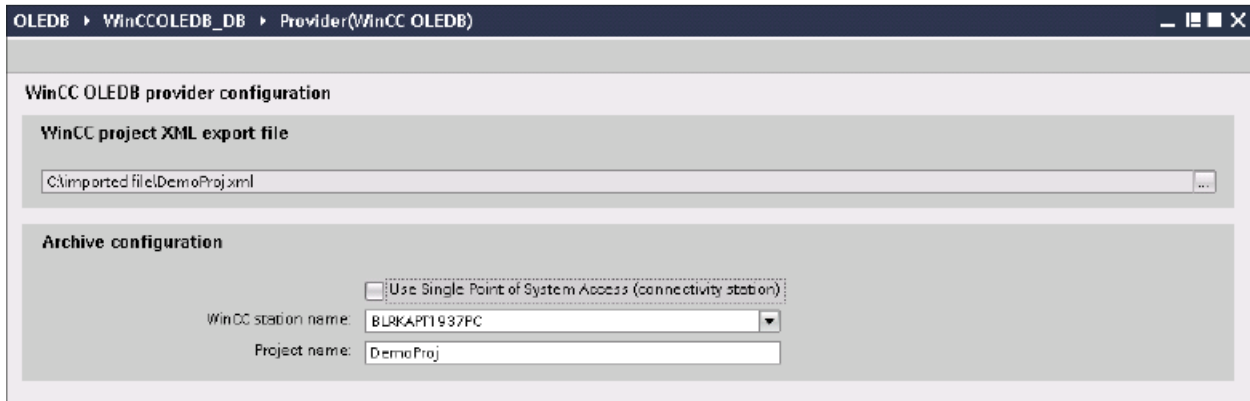 OLEDB ▸ WinCCOLEDB_DB ▸ Provider(WinCC OLEDB)
WinCC OLEDB provider configuration
WinCC project XML export file
C:\imported file\DemoProj.xml
...
Archive configuration
Use Single Point of System Access (connectivity station)
WinCC station name: BLRKAPT1937PC
Project name: DemoProj